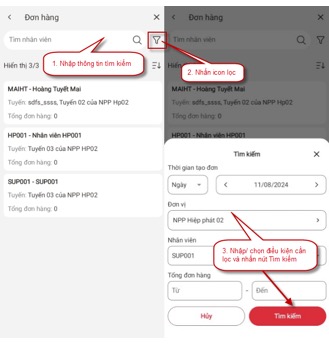 Đơn hàng
Tìm nhân viên
1. Nhập thông tin tìm kiếm
2. Nhấn icon lọc
Hiển thị 3/3
MAIHT - Hoàng Tuyết Mai
Tuyến: sdfs_ssss, Tuyến 02 của NPP Hp02
Tổng đơn hàng: 0
HP001 - Nhân viên HP001
Tuyến: Tuyến 03 của NPP HP02
Tổng đơn hàng: 0
SUP001 - SUP001
Tuyến: Tuyến 03 của NPP HP02
Tổng đơn hàng: 0
Đơn hàng
Tìm nhân viên
Hiển
MAIHT - Hoàng Tuyết Mai
Tuyến: sdfs_ssss, Tuyến 02 của NPP Hp02
Tổng đơn hàng: 0
HP001 - Nhân viên HP001
Tìm kiếm
Thời gian tạo đơn
Ngày
11/08/2024
Đơn vị
NPP Hiệp phát 02
Nhân viên
SUP001
3. Nhập/ chọn điều kiện cần
lọc và nhấn nút Tìm kiếm
Tổng đơn hàng
Từ - Đến
Hủy
Tìm kiếm